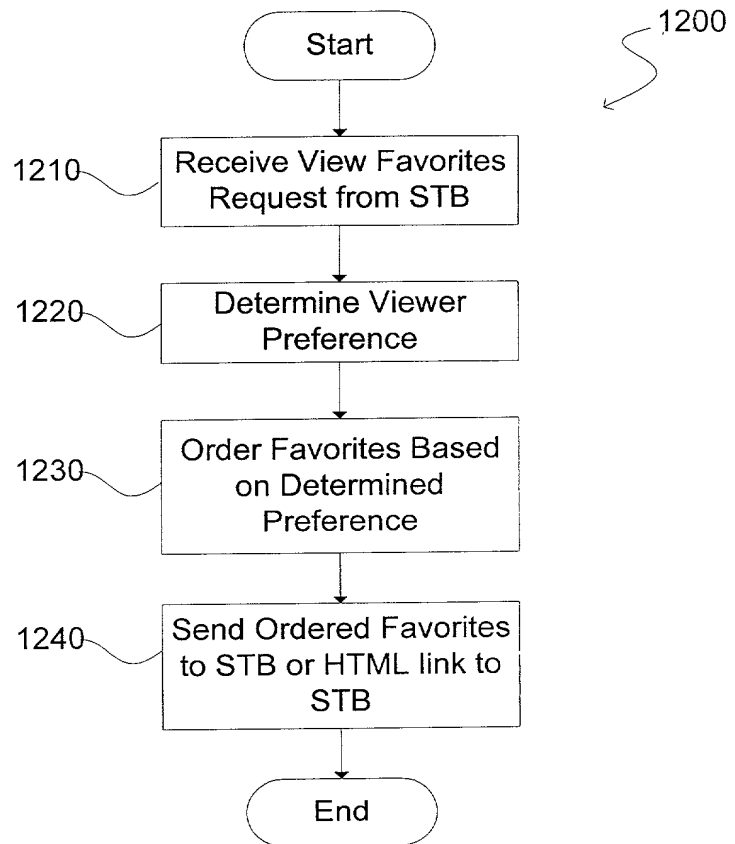 1200
Start
1210
Receive View Favorites
Request from STB
1220
Determine Viewer
Preference
1230
Order Favorites Based
on Determined
Preference
1240
Send Ordered Favorites
to STB or HTML link to
STB
End